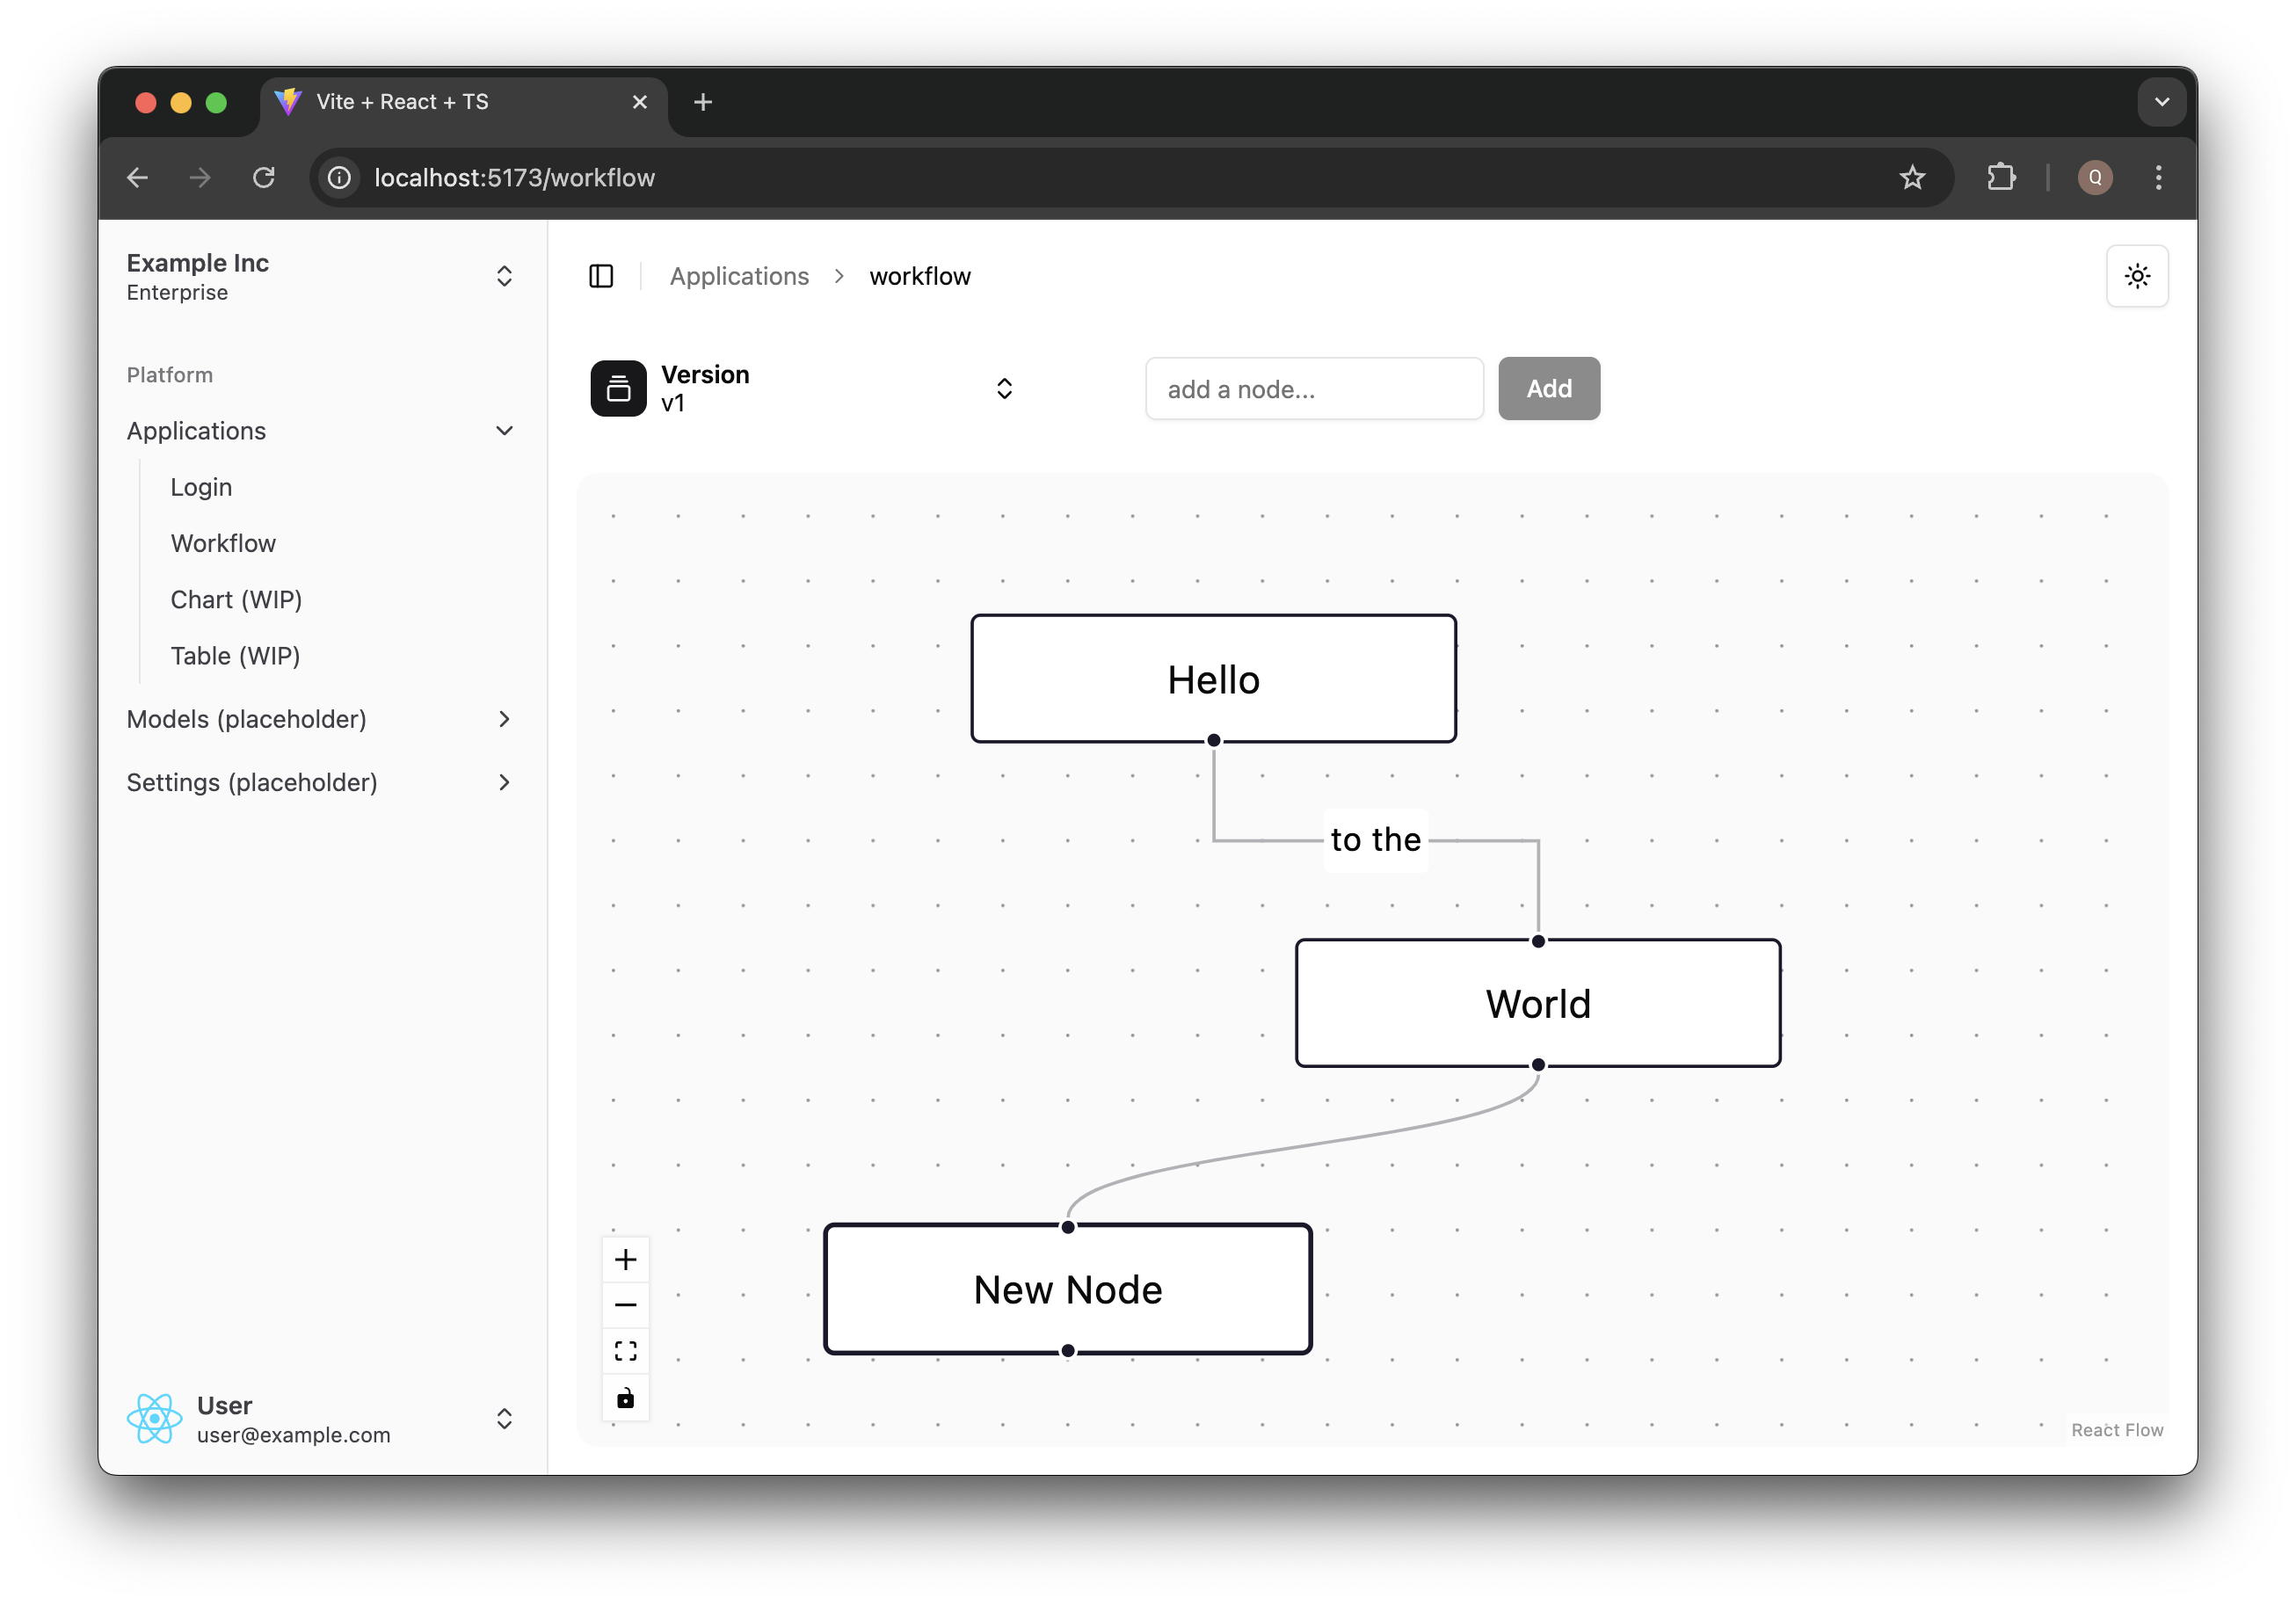 Vite + React + TS
localhost:5173/workflow
Q
Example Inc
Enterprise
Platform
Applications
Login
Workflow
Chart (WIP)
Table (WIP)
Models (placeholder)
Settings (placeholder)
User
user@example.com
Applications > workflow
Version
v1
add a node...
Add
Hello
to the
World
New Node
React Flow